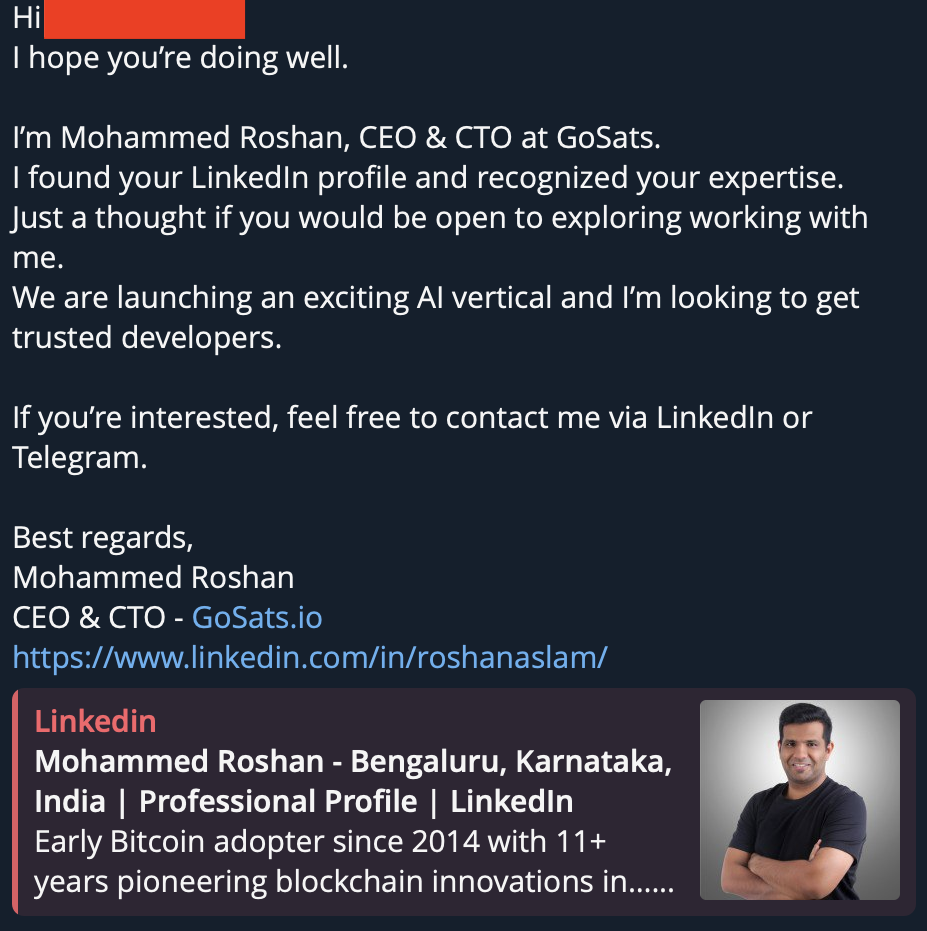 Hi
I hope you’re doing well.
I’m Mohammed Roshan, CEO & CTO at GoSats.
I found your LinkedIn profile and recognized your expertise.
Just a thought if you would be open to exploring working with
me.
We are launching an exciting AI vertical and I’m looking to get
trusted developers.
If you’re interested, feel free to contact me via LinkedIn or
Telegram.
Best regards,
Mohammed Roshan
CEO & CTO - GoSats.io
https://www.linkedin.com/in/roshanaslam/
Linkedin
Mohammed Roshan - Bengaluru, Karnataka,
India | Professional Profile | LinkedIn
Early Bitcoin adopter since 2014 with 11+
years pioneering blockchain innovations in......